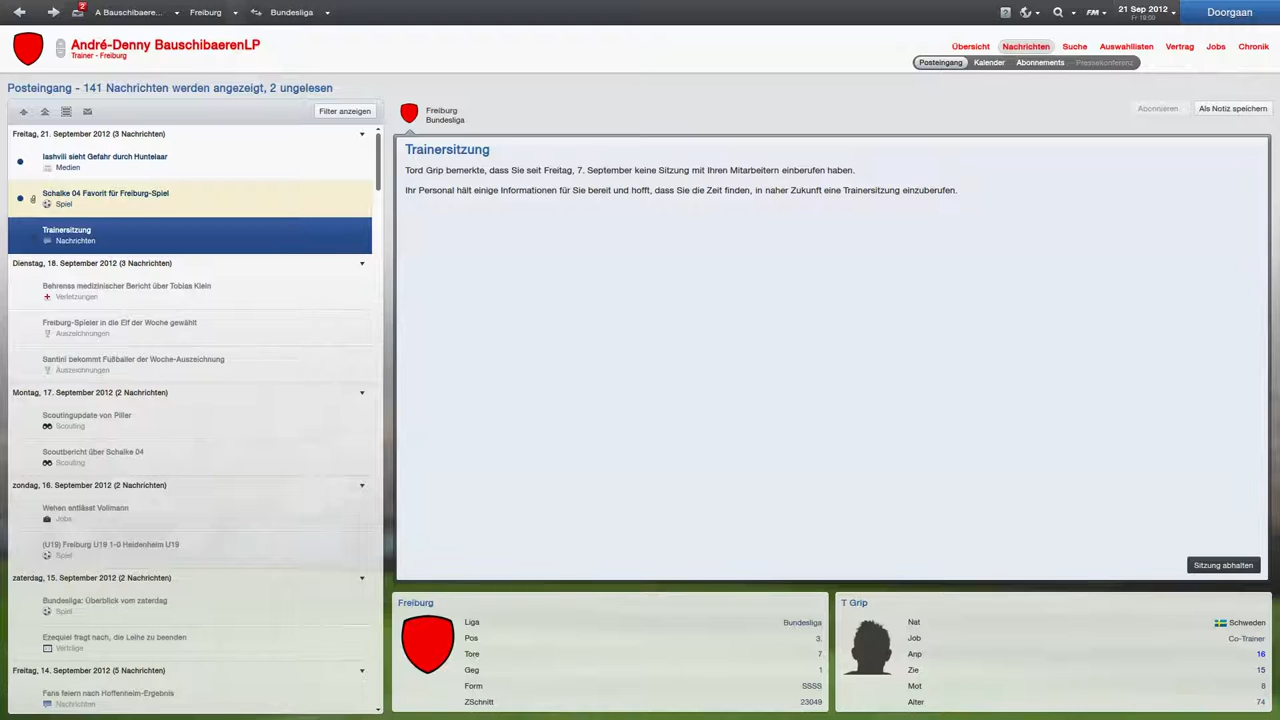 2
A Bauschibaere...
Freiburg
Bundesliga
FM
21 Sep 2012
Fr 18:00
Doorgaan
André-Denny BauschibaerenLP
Trainer - Freiburg
Übersicht
Nachrichten
Suche
Auswahllisten
Vertrag
Jobs
Chronik
Posteingang
Kalender
Abonnements
Pressekonferenz
Posteingang - 141 Nachrichten werden angezeigt, 2 ungelesen
Filter anzeigen
Freitag, 21. September 2012 (3 Nachrichten)
Iashvili sieht Gefahr durch Huntelaar
Medien
Schalke 04 Favorit für Freiburg-Spiel
Spiel
Trainersitzung
Nachrichten
Dienstag, 18. September 2012 (3 Nachrichten)
Behrenss medizinischer Bericht über Tobias Klein
Verletzungen
Freiburg-Spieler in die Elf der Woche gewählt
Auszeichnungen
Santini bekommt Fußballer der Woche-Auszeichnung
Auszeichnungen
Montag, 17. September 2012 (2 Nachrichten)
Scoutingupdate von Piller
Scouting
Scoutbericht über Schalke 04
Scouting
zondag, 16. September 2012 (2 Nachrichten)
Wehen entlässt Vollmann
Jobs
(U19) Freiburg U19 1-0 Heidenheim U19
Spiel
zaterdag, 15. September 2012 (2 Nachrichten)
Bundesliga: Überblick vom zaterdag
Spiel
Ezequiel fragt nach, die Leihe zu beenden
Verträge
Freitag, 14. September 2012 (5 Nachrichten)
Fans feiern nach Hoffenheim-Ergebnis
Nachrichten
Freiburg
Bundesliga
Abonnieren
Als Notiz speichern
Trainersitzung
Tord Grip bemerkte, dass Sie seit Freitag, 7. September keine Sitzung mit Ihren Mitarbeitern einberufen haben.
Ihr Personal hält einige Informationen für Sie bereit und hofft, dass Sie die Zeit finden, in naher Zukunft eine Trainersitzung einzuberufen.
Sitzung abhalten
Freiburg
Liga Bundesliga
Pos 3.
Tore 7
Geg 1
Form SSSS
ZSchnitt 23049
T Grip
Nat Schweden
Job Co-Trainer
Anp 16
Zie 15
Mot 8
Alter 74